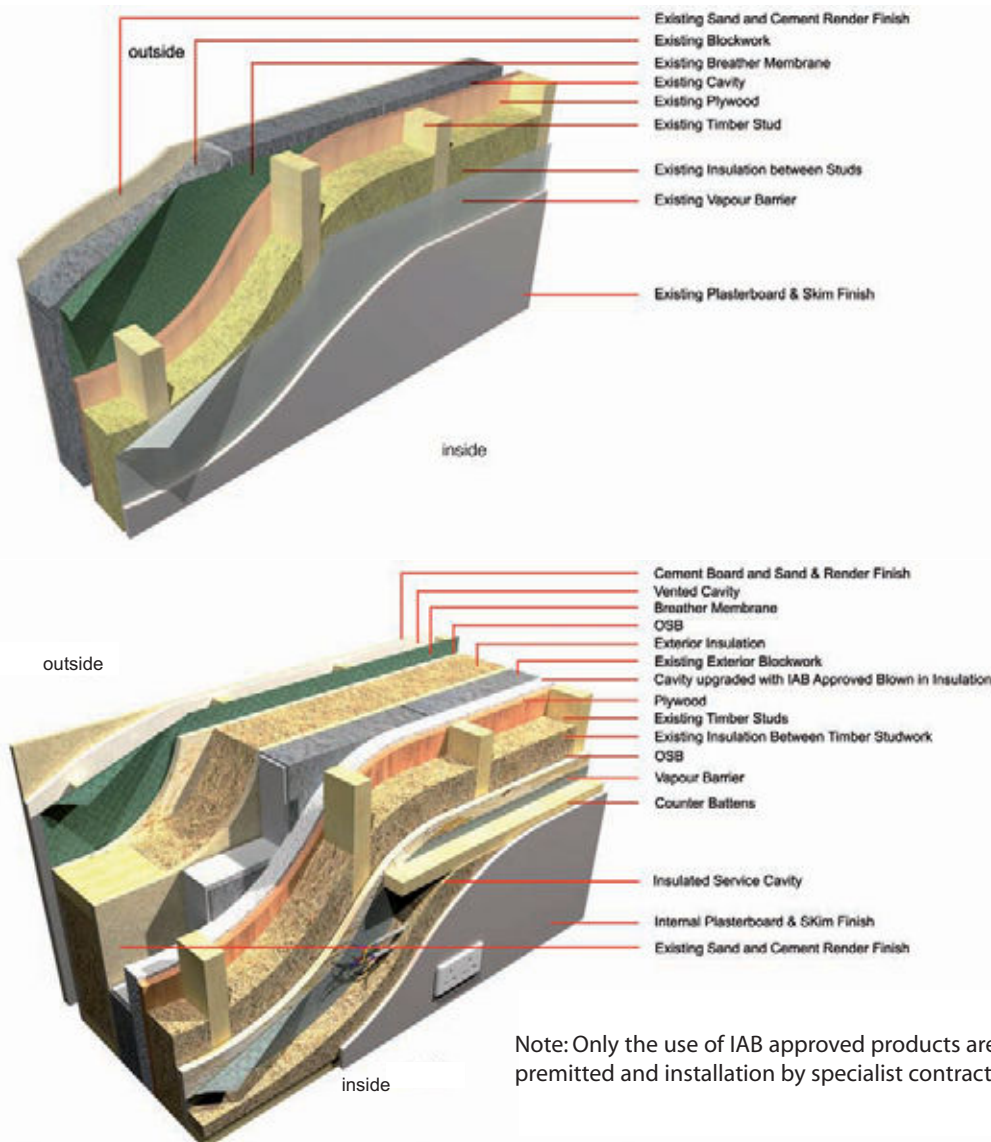 Existing Sand and Cement Render Finish
outside
Existing Blockwork
Existing Breather Membrane
Existing Cavity
Existing Plywood
Existing Timber Stud
Existing Insulation between Studs
Existing Vapour Barrier
Existing Plasterboard & Skim Finish
inside
Cement Board and Sand & Render Finish
Vented Cavity
Breather Membrane
OSB
outside
Exterior Insulation
Existing Exterior Blockwork
Cavity upgraded with IAB Approved Blown in Insulation
Plywood
Existing Timber Studs
Existing Insulation Between Timber Studwork
OSB
Vapour Barrier
Counter Battens
Insulated Service Cavity
Internal Plasterboard & SKim Finish
Existing Sand and Cement Render Finish
inside
Note: Only the use of IAB approved products are
premitted and installation by specialist contract